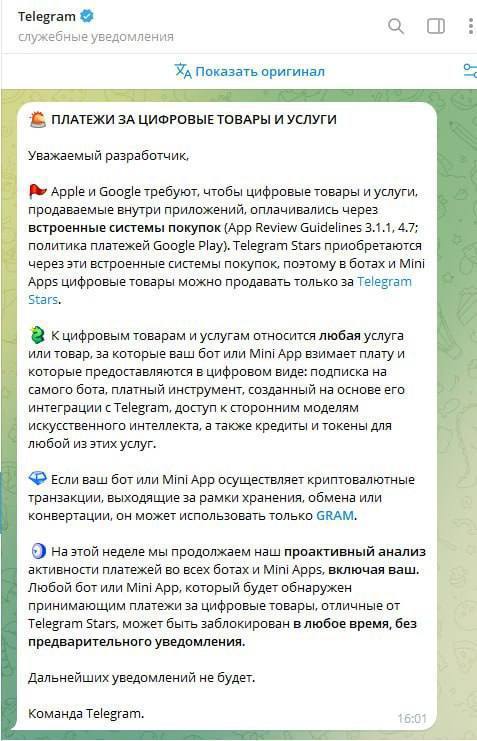 Telegram
служебные уведомления
Показать оригинал
ПЛАТЕЖИ ЗА ЦИФРОВЫЕ ТОВАРЫ И УСЛУГИ
Уважаемый разработчик,
Apple и Google требуют, чтобы цифровые товары и услуги,
продаваемые внутри приложений, оплачивались через
встроенные системы покупок (App Review Guidelines 3.1.1, 4.7;
политика платежей Google Play). Telegram Stars приобретаются
через эти встроенные системы покупок, поэтому в ботах и Mini
Apps цифровые товары можно продавать только за Telegram
Stars.
К цифровым товарам и услугам относится любая услуга
или товар, за которые ваш бот или Mini App взимает плату и
которые предоставляются в цифровом виде: подписка на
самого бота, платный инструмент, созданный на основе его
интеграции с Telegram, доступ к сторонним моделям
искусственного интеллекта, а также кредиты и токены для
любой из этих услуг.
Если ваш бот или Mini App осуществляет криптовалютные
транзакции, выходящие за рамки хранения, обмена или
конвертации, он может использовать только GRAM.
На этой неделе мы продолжаем наш проактивный анализ
активности платежей во всех ботах и Mini Apps, включая ваш.
Любой бот или Mini App, который будет обнаружен
принимающим платежи за цифровые товары, отличные от
Telegram Stars, может быть заблокирован в любое время, без
предварительного уведомления.
Дальнейших уведомлений не будет.
Команда Telegram.
16:01